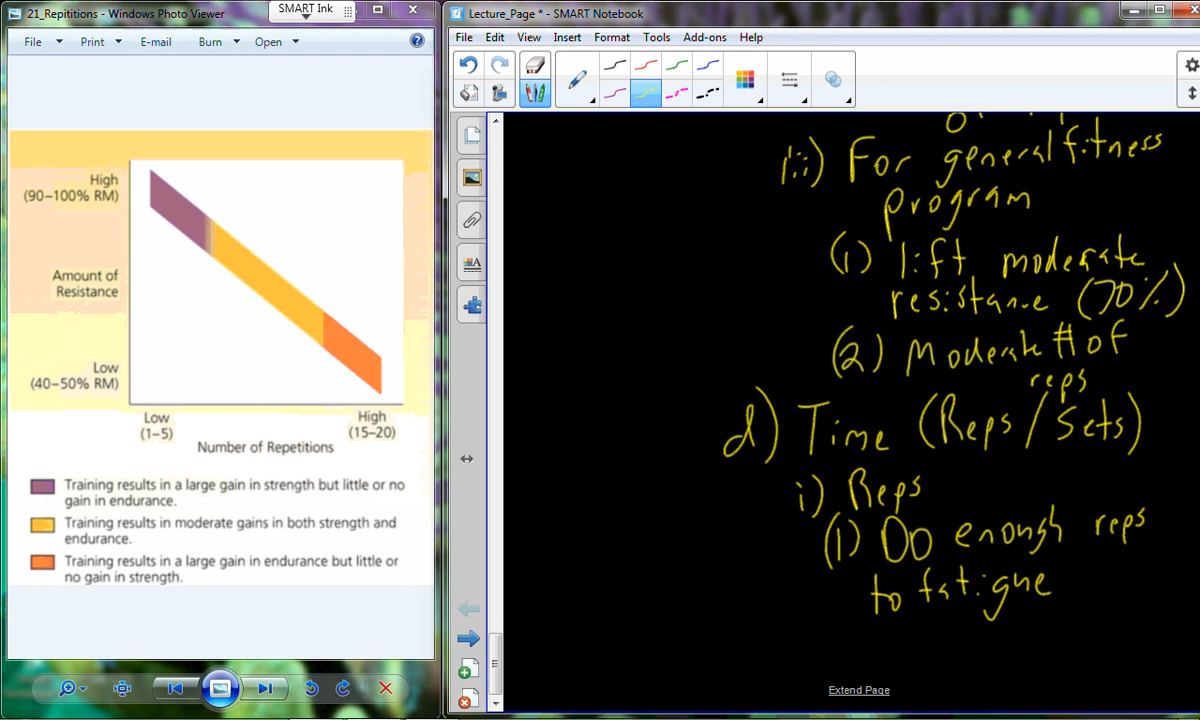 21_Repititions - Windows Photo Viewer
SMART Ink
File Print E-mail Burn Open
High
(90–100% RM)
Amount of
Resistance
Low
(40–50% RM)
Low
(1–5)
High
(15–20)
Number of Repetitions
Training results in a large gain in strength but little or no
gain in endurance.
Training results in moderate gains in both strength and
endurance.
Training results in a large gain in endurance but little or
no gain in strength.
Lecture_Page * - SMART Notebook
File Edit View Insert Format Tools Add-ons Help
iii) For general fitness
program
(1) lift moderate
resistance (70%)
(2) Moderate # of
reps
d) Time (Reps/Sets)
i) Reps
(1) Do enough reps
to fatigue
Extend Page